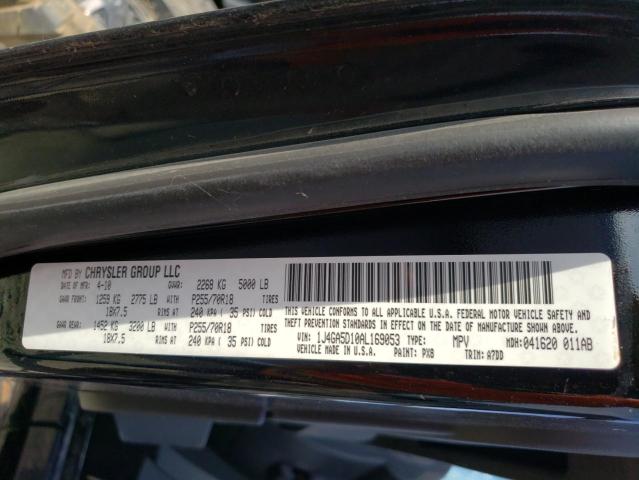 MFD BY CHRYSLER GROUP LLC
DATE OF MFR: 4-10 GVWR: 2268 KG 5000 LB
GAWR FRONT: 1259 KG 2775 LB WITH P255/70R18 TIRES
18X7.5 RIMS AT 240 KPA ( 35 PSI) COLD
GAWR REAR: 1452 KG 3200 LB WITH P255/70R18 TIRES
18X7.5 RIMS AT 240 KPA ( 35 PSI) COLD
THIS VEHICLE CONFORMS TO ALL APPLICABLE U.S.A. FEDERAL MOTOR VEHICLE SAFETY AND
THEFT PREVENTION STANDARDS IN EFFECT ON THE DATE OF MANUFACTURE SHOWN ABOVE.
VIN: 1J4GA5D10AL169053 TYPE: MPV MDH: 041620 011AB
MADE IN U.S.A. PAINT: PX8 TRIM: A7DD